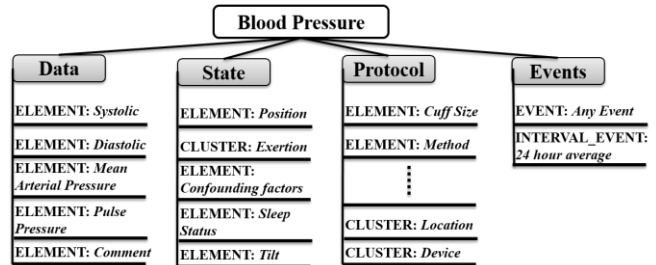 Blood Pressure
Data
ELEMENT: Systolic
ELEMENT: Diastolic
ELEMENT: Mean
Arterial Pressure
ELEMENT: Pulse
Pressure
ELEMENT: Comment
State
ELEMENT: Position
CLUSTER: Exertion
ELEMENT:
Confounding factors
ELEMENT: Sleep
Status
ELEMENT: Tilt
Protocol
ELEMENT: Cuff Size
ELEMENT: Method
CLUSTER: Location
CLUSTER: Device
Events
EVENT: Any Event
INTERVAL_EVENT:
24 hour average